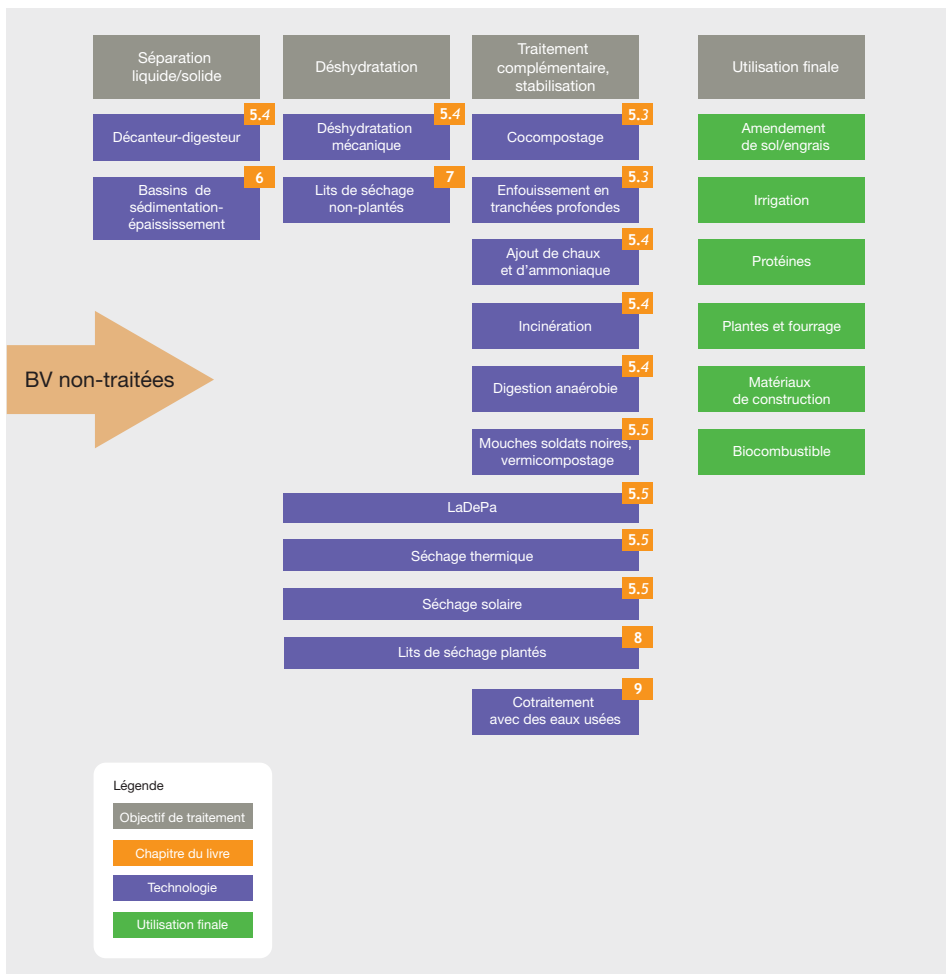 Séparation
liquide/solide
Déshydratation
Traitement
complémentaire,
stabilisation
Utilisation finale
5.4
Décanteur-digesteur
5.4
Déshydratation
mécanique
5.3
Cocompostage
Amendement
de sol/engrais
6
Bassins de
sédimentation-
épaississement
7
Lits de séchage
non-plantés
5.3
Enfouissement en
tranchées profondes
Irrigation
5.4
Ajout de chaux
et d’ammoniaque
Protéines
5.4
Incinération
Plantes et fourrage
BV non-traitées
5.4
Digestion anaérobie
Matériaux
de construction
5.5
Mouches soldats noires,
vermicompostage
Biocombustible
5.5
LaDePa
5.5
Séchage thermique
5.5
Séchage solaire
8
Lits de séchage plantés
9
Cotraitement
avec des eaux usées
Légende
Objectif de traitement
Chapitre du livre
Technologie
Utilisation finale